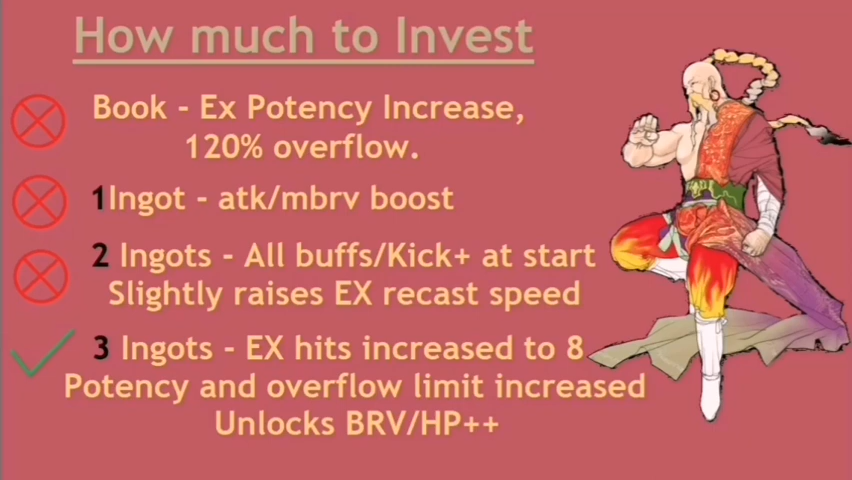 How much to Invest
Book - Ex Potency Increase,
120% overflow.
1Ingot - atk/mbrv boost
2 Ingots - All buffs/Kick+ at start
Slightly raises EX recast speed
3 Ingots - EX hits increased to 8
Potency and overflow limit increased
Unlocks BRV/HP++